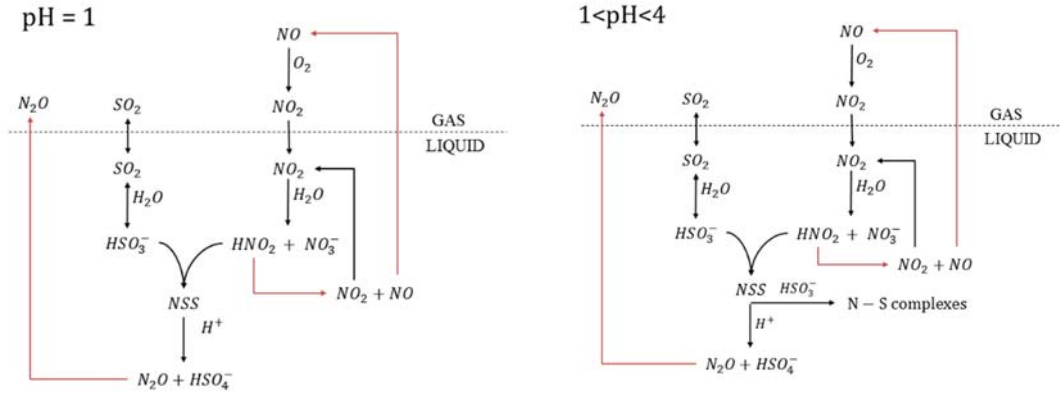 pH = 1
NO
O₂
N₂O
SO₂
NO₂
GAS
LIQUID
SO₂
NO₂
H₂O
H₂O
HSO₃⁻
HNO₂ + NO₃⁻
NSS
NO₂ + NO
H⁺
N₂O + HSO₄⁻
1<pH<4
NO
O₂
N₂O
SO₂
NO₂
GAS
LIQUID
SO₂
NO₂
H₂O
H₂O
HSO₃⁻
HNO₂ + NO₃⁻
NO₂ + NO
NSS
HSO₃⁻
N − S complexes
H⁺
N₂O + HSO₄⁻